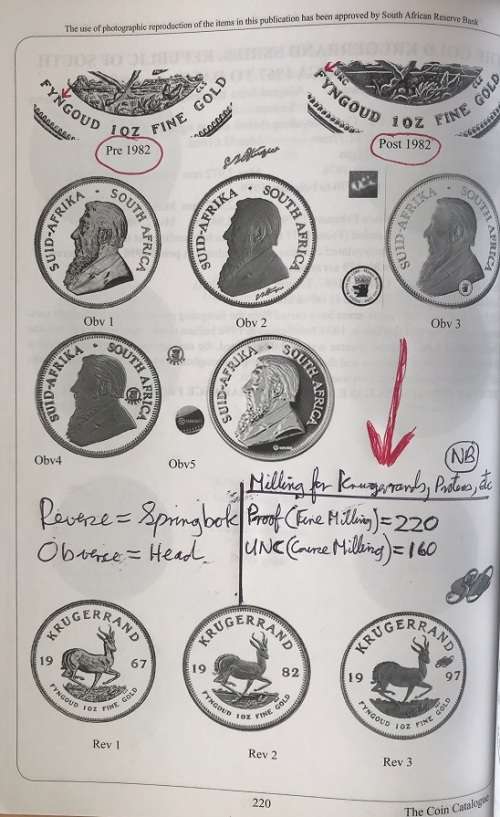 The use of photographic reproduction of the items in this publication has been approved by South African Reserve Bank
FYNGOUD 1OZ FINE GOLD
FYNGOUD 1OZ FINE GOLD
Pre 1982
Post 1982
SUID-AFRIKA · SOUTH AFRICA
SUID-AFRIKA · SOUTH AFRICA
SUID-AFRIKA · SOUTH AFRICA
Obv 1
Obv 2
Obv 3
SUID-AFRIKA · SOUTH AFRICA
SUID-AFRIKA · SOUTH AFRICA
Obv4
Obv5
NB
Milling for Krugerrands, Proteas, etc
Reverse = Springbok
Obverse = Head
Proof (Fine Milling) = 220
UNC (Course Milling) = 160
KRUGERRAND
19 67
FYNGOUD 1OZ FINE GOLD
KRUGERRAND
19 82
FYNGOUD 1OZ FINE GOLD
KRUGERRAND
19 97
FYNGOUD 1OZ FINE GOLD
Rev 1
Rev 2
Rev 3
220
The Coin Catalogue